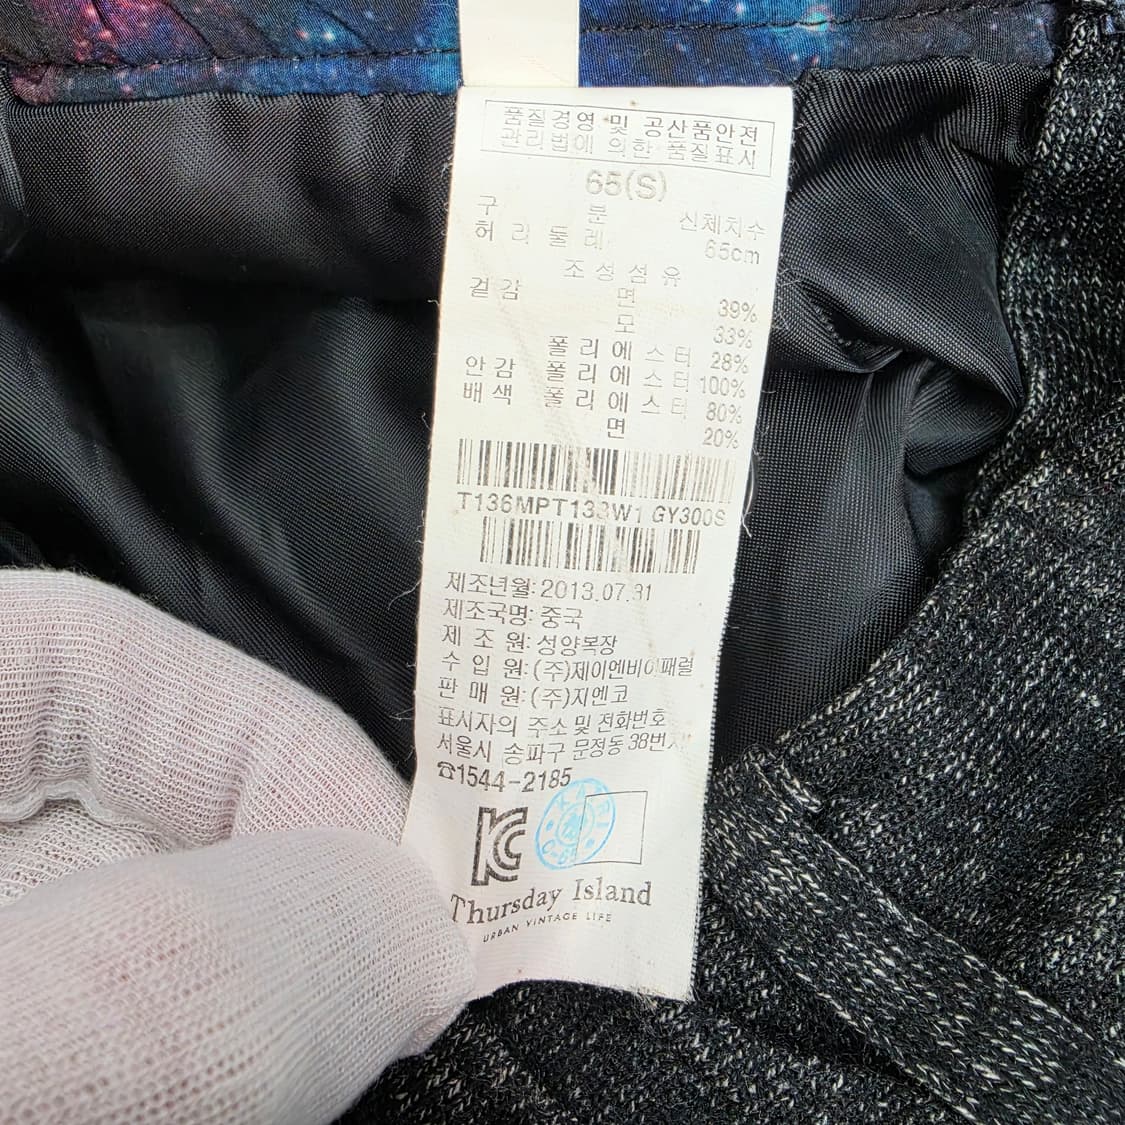 품질경영 및 공산품안전
관리법에 의한 품질표시
65(S)
구 분 신체치수
허 리 둘 레 65cm
조 성 섬 유
겉 감 면 39%
모 33%
폴 리 에 스 터 28%
안 감 폴 리 에 스 터 100%
배 색 폴 리 에 스 터 80%
면 20%
T136MPT133W1 GY300S
제조년월: 2013.07.31
제조국명: 중국
제 조 원: 성양복장
수 입 원: (주)제이엔비어패럴
판 매 원: (주)지엔코
표시자의 주소 및 전화번호
서울시 송파구 문정동 38번지
☎1544-2185
KC
Thursday Island
URBAN VINTAGE LIFE